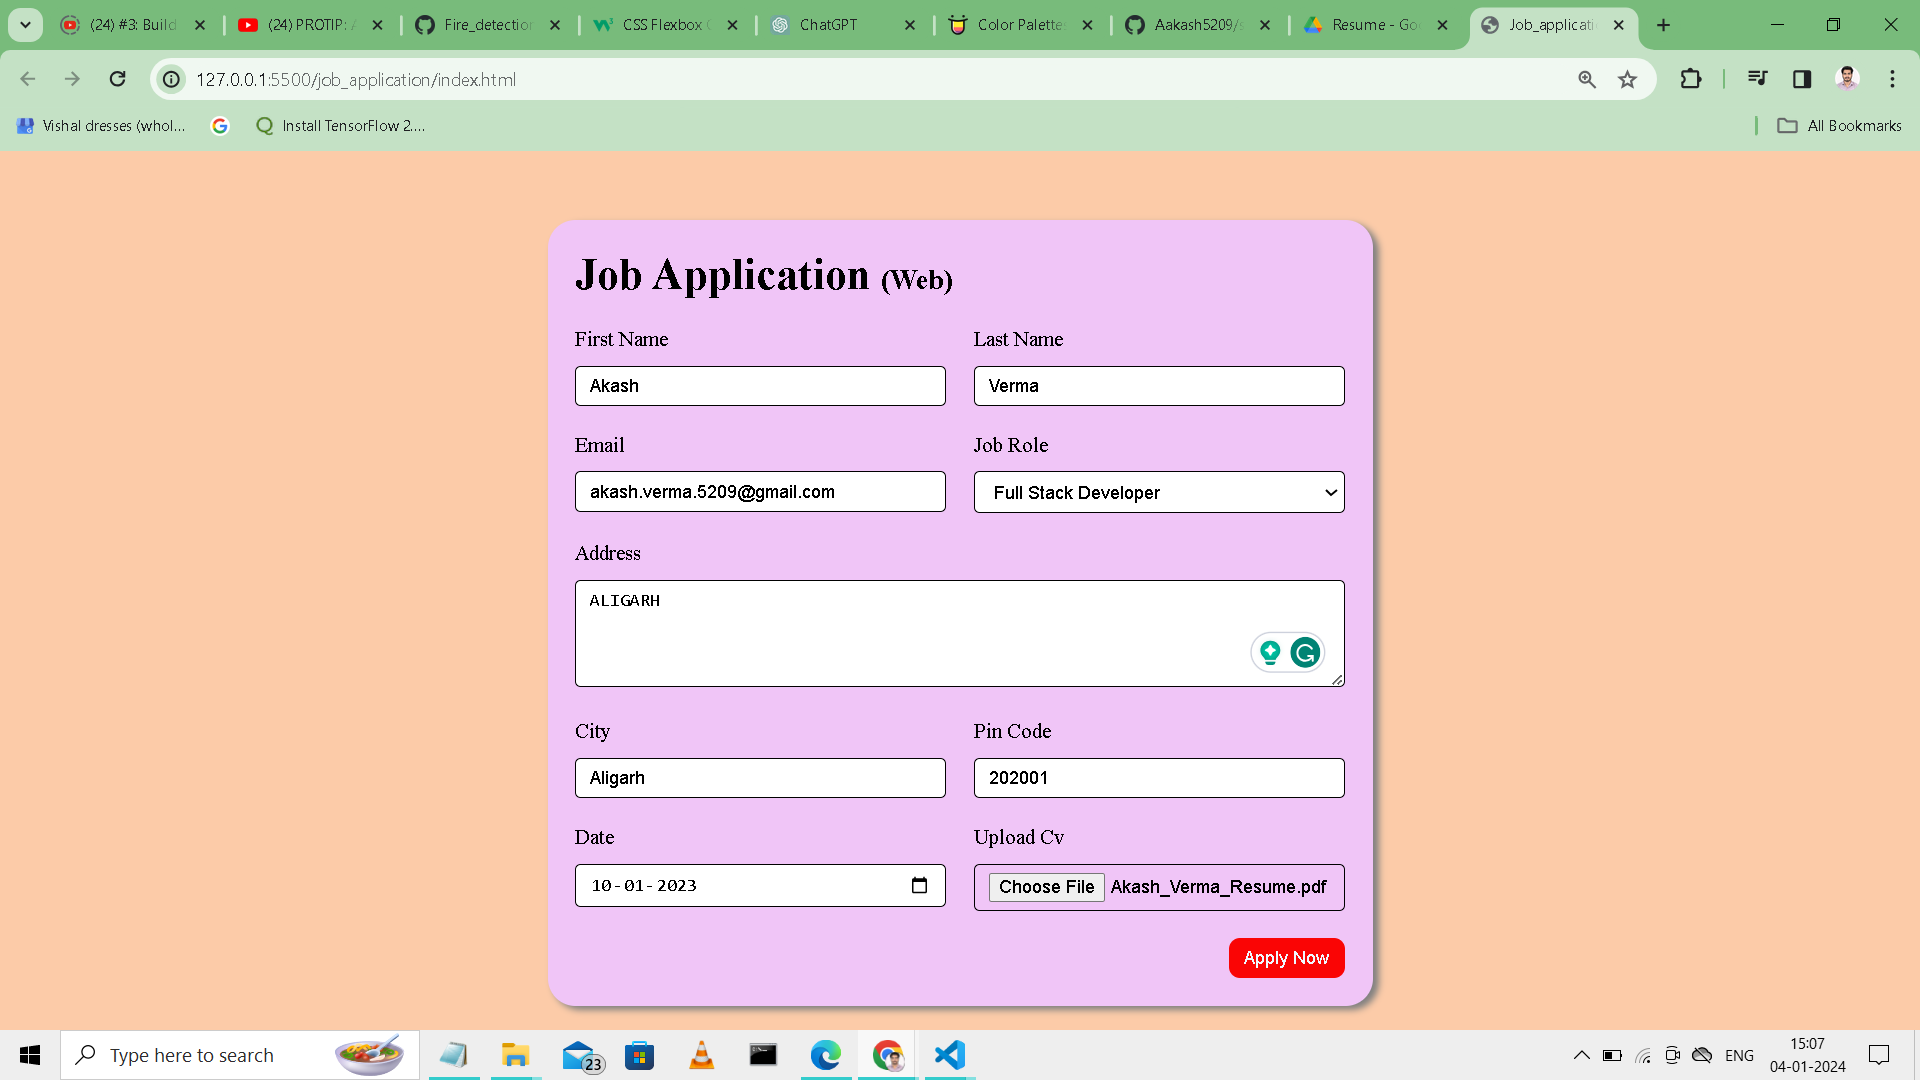 (24) #3: Build
(24) PROTIP: A
Fire_detection
CSS Flexbox
ChatGPT
Color Palettes
Aakash5209/s
Resume - Go
Job_applicati
127.0.0.1:5500/job_application/index.html
Vishal dresses (whol...
Install TensorFlow 2....
All Bookmarks
Job Application (Web)
First Name
Last Name
Akash
Verma
Email
Job Role
akash.verma.5209@gmail.com
Full Stack Developer
Address
ALIGARH
City
Pin Code
Aligarh
202001
Date
Upload Cv
10-01-2023
Choose File Akash_Verma_Resume.pdf
Apply Now
Type here to search
23
ENG
15:07
04-01-2024